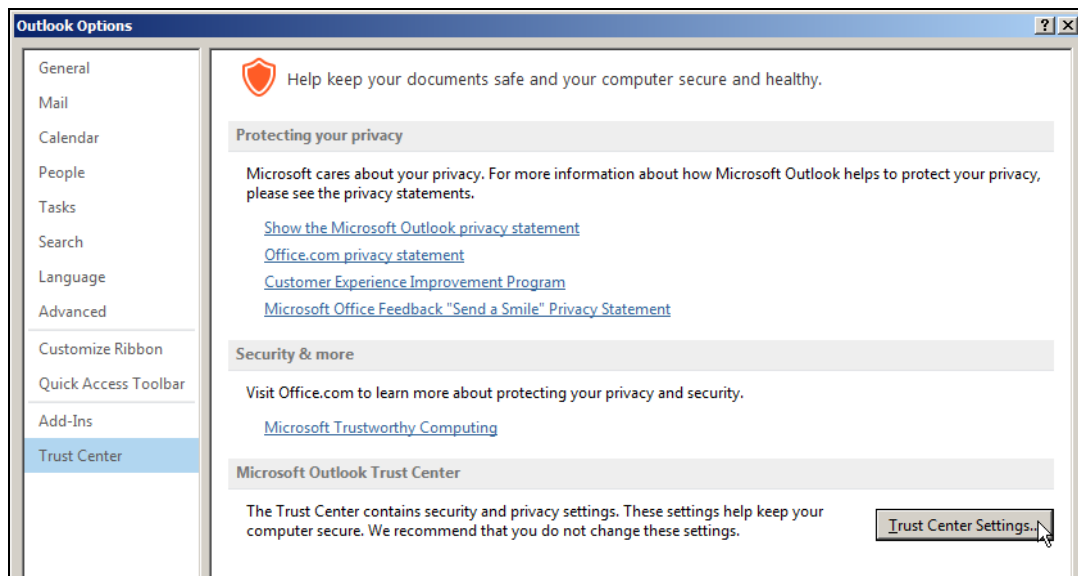 Outlook Options
General
Mail
Calendar
People
Tasks
Search
Language
Advanced
Customize Ribbon
Quick Access Toolbar
Add-Ins
Trust Center
Help keep your documents safe and your computer secure and healthy.
Protecting your privacy
Microsoft cares about your privacy. For more information about how Microsoft Outlook helps to protect your privacy,
please see the privacy statements.
Show the Microsoft Outlook privacy statement
Office.com privacy statement
Customer Experience Improvement Program
Microsoft Office Feedback "Send a Smile" Privacy Statement
Security & more
Visit Office.com to learn more about protecting your privacy and security.
Microsoft Trustworthy Computing
Microsoft Outlook Trust Center
The Trust Center contains security and privacy settings. These settings help keep your
computer secure. We recommend that you do not change these settings.
Trust Center Settings...